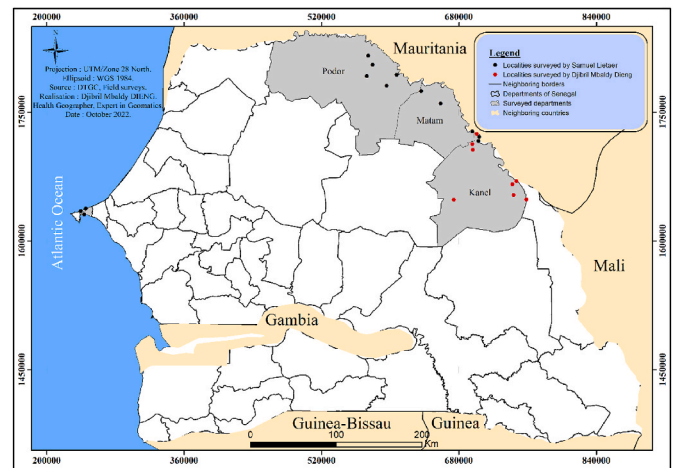 200000 360000 520000 680000 840000
Projection : UTM/Zone 28 North.
Ellipsoid : WGS 1984.
Source : DTGC, Field surveys.
Realisation : Djibril Mbaldy DIENG.
Health Geographer, Expert in Geomatics
Date : October 2022.
Mauritania
Legend
Localities surveyed by Samuel Lietaer
Localities surveyed by Djibril Mbaldy Dieng
Neighboring borders
Departments of Senegal
Surveyed departments
Neighboring countries
Podor
Matam
Kanel
1750000 1750000
1600000 1600000
1450000 1450000
Atlantic Ocean
Mali
Gambia
Guinea-Bissau
Guinea
0 100 200
Km
200000 360000 520000 680000 840000